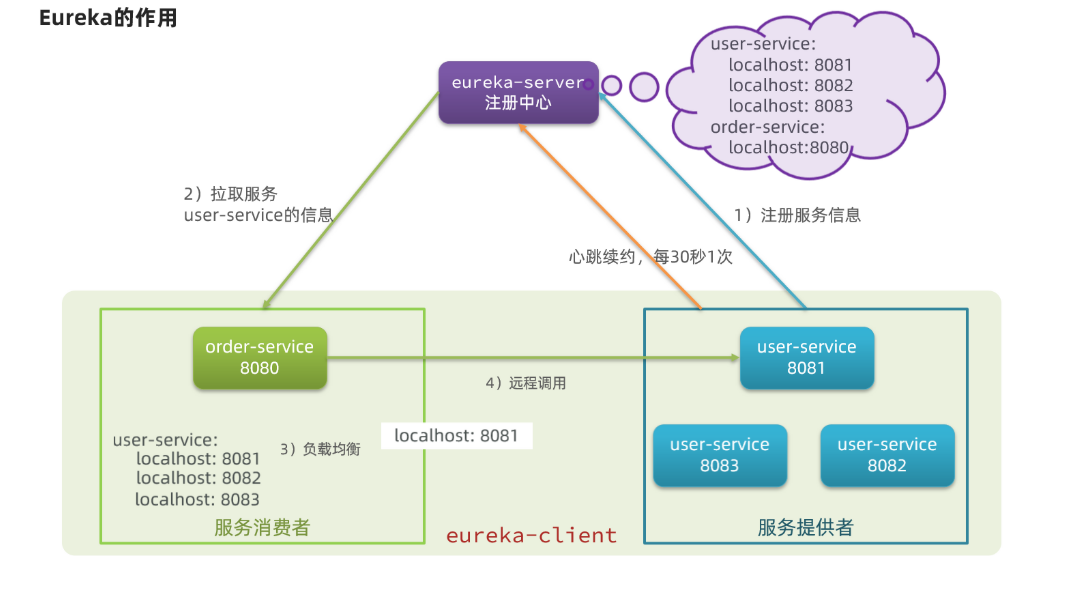 Eureka的作用
eureka-server
注册中心
user-service:
localhost: 8081
localhost: 8082
localhost: 8083
order-service:
localhost:8080
2）拉取服务
user-service的信息
1）注册服务信息
心跳续约，每30秒1次
order-service
8080
user-service
8081
4）远程调用
user-service:
localhost: 8081
localhost: 8082
localhost: 8083
3）负载均衡
localhost: 8081
user-service
8083
user-service
8082
服务消费者
eureka-client
服务提供者